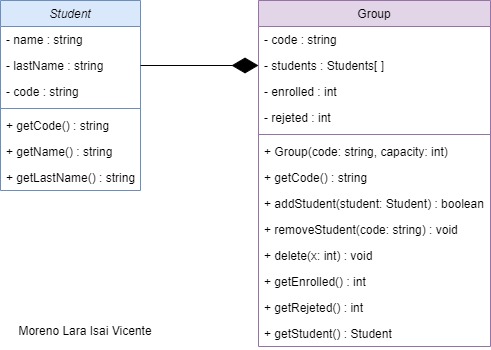 Student
- name : string
- lastName : string
- code : string
+ getCode() : string
+ getName() : string
+ getLastName() : string
Group
- code : string
- students : Students[ ]
- enrolled : int
- rejeted : int
+ Group(code: string, capacity: int)
+ getCode() : string
+ addStudent(student: Student) : boolean
+ removeStudent(code: string) : void
+ delete(x: int) : void
+ getEnrolled() : int
+ getRejeted() : int
+ getStudent() : Student
Moreno Lara Isai Vicente